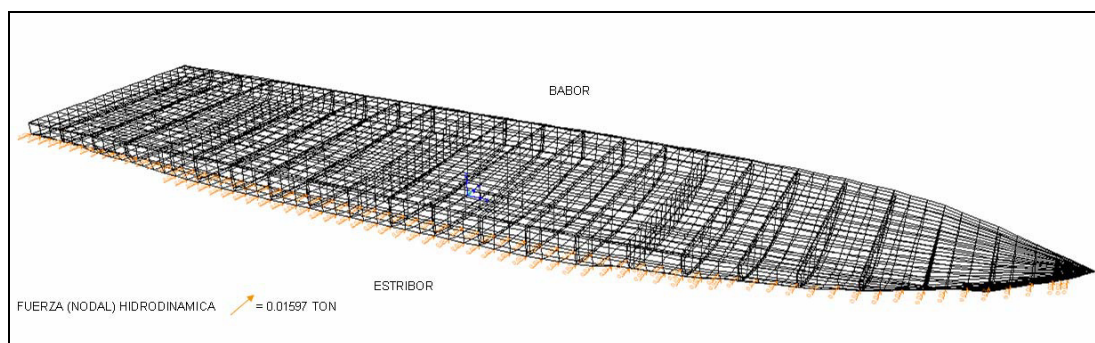 BABOR
ESTRIBOR
FUERZA (NODAL) HIDRODINAMICA = 0.01597 TON